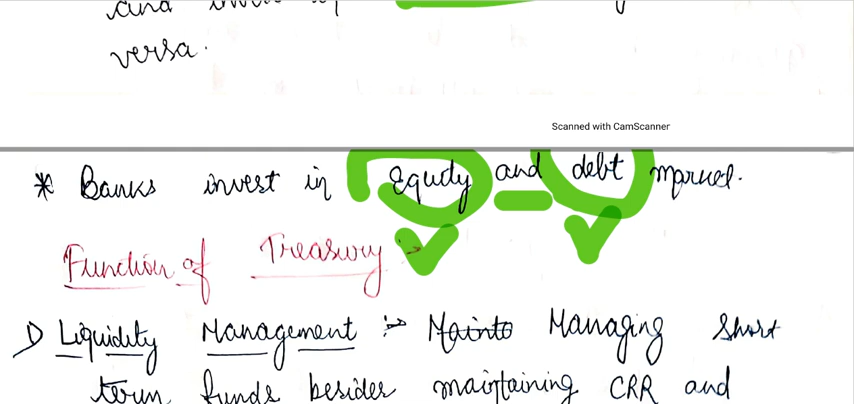 versa.
Scanned with CamScanner
* Banks invest in Equity and debt market.
Function of Treasury :-
1) Liquidity Management :- Mainta Managing Short
term funds besides maintaining CRR and